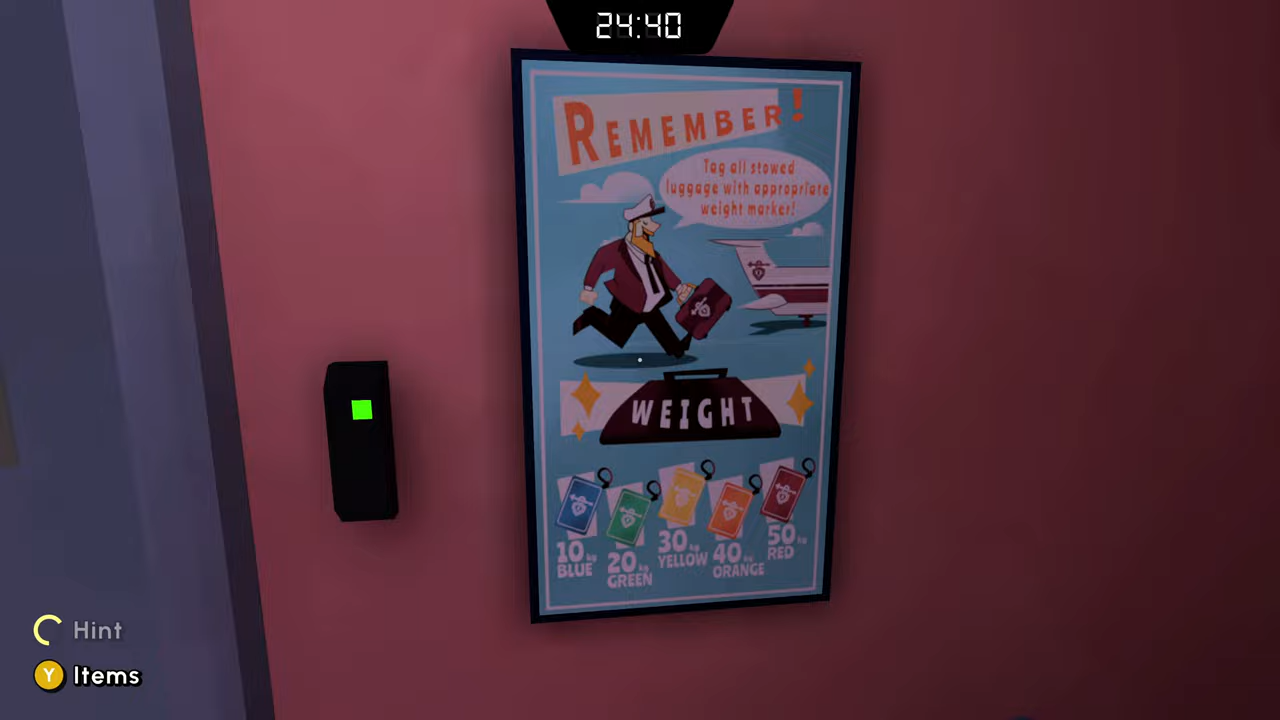 24:40
REMEMBER!
Tag all stowed
luggage with appropriate
weight marker!
WEIGHT
10kg
BLUE
20kg
GREEN
30kg
YELLOW
40kg
ORANGE
50kg
RED
Hint
Y Items